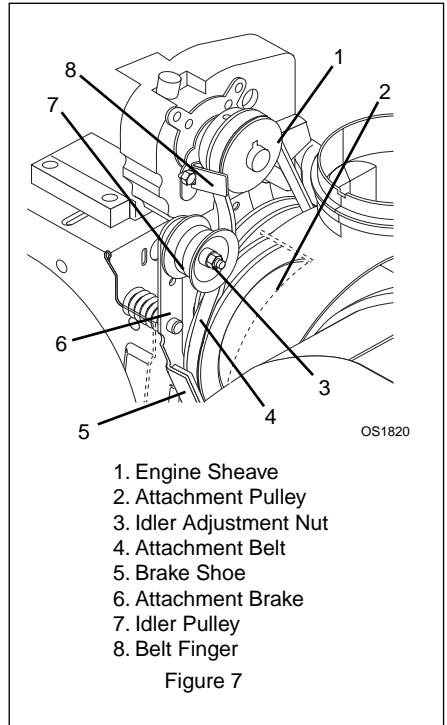 8
7
1
2
6
5
4
3
OS1820
1. Engine Sheave
2. Attachment Pulley
3. Idler Adjustment Nut
4. Attachment Belt
5. Brake Shoe
6. Attachment Brake
7. Idler Pulley
8. Belt Finger
Figure 7